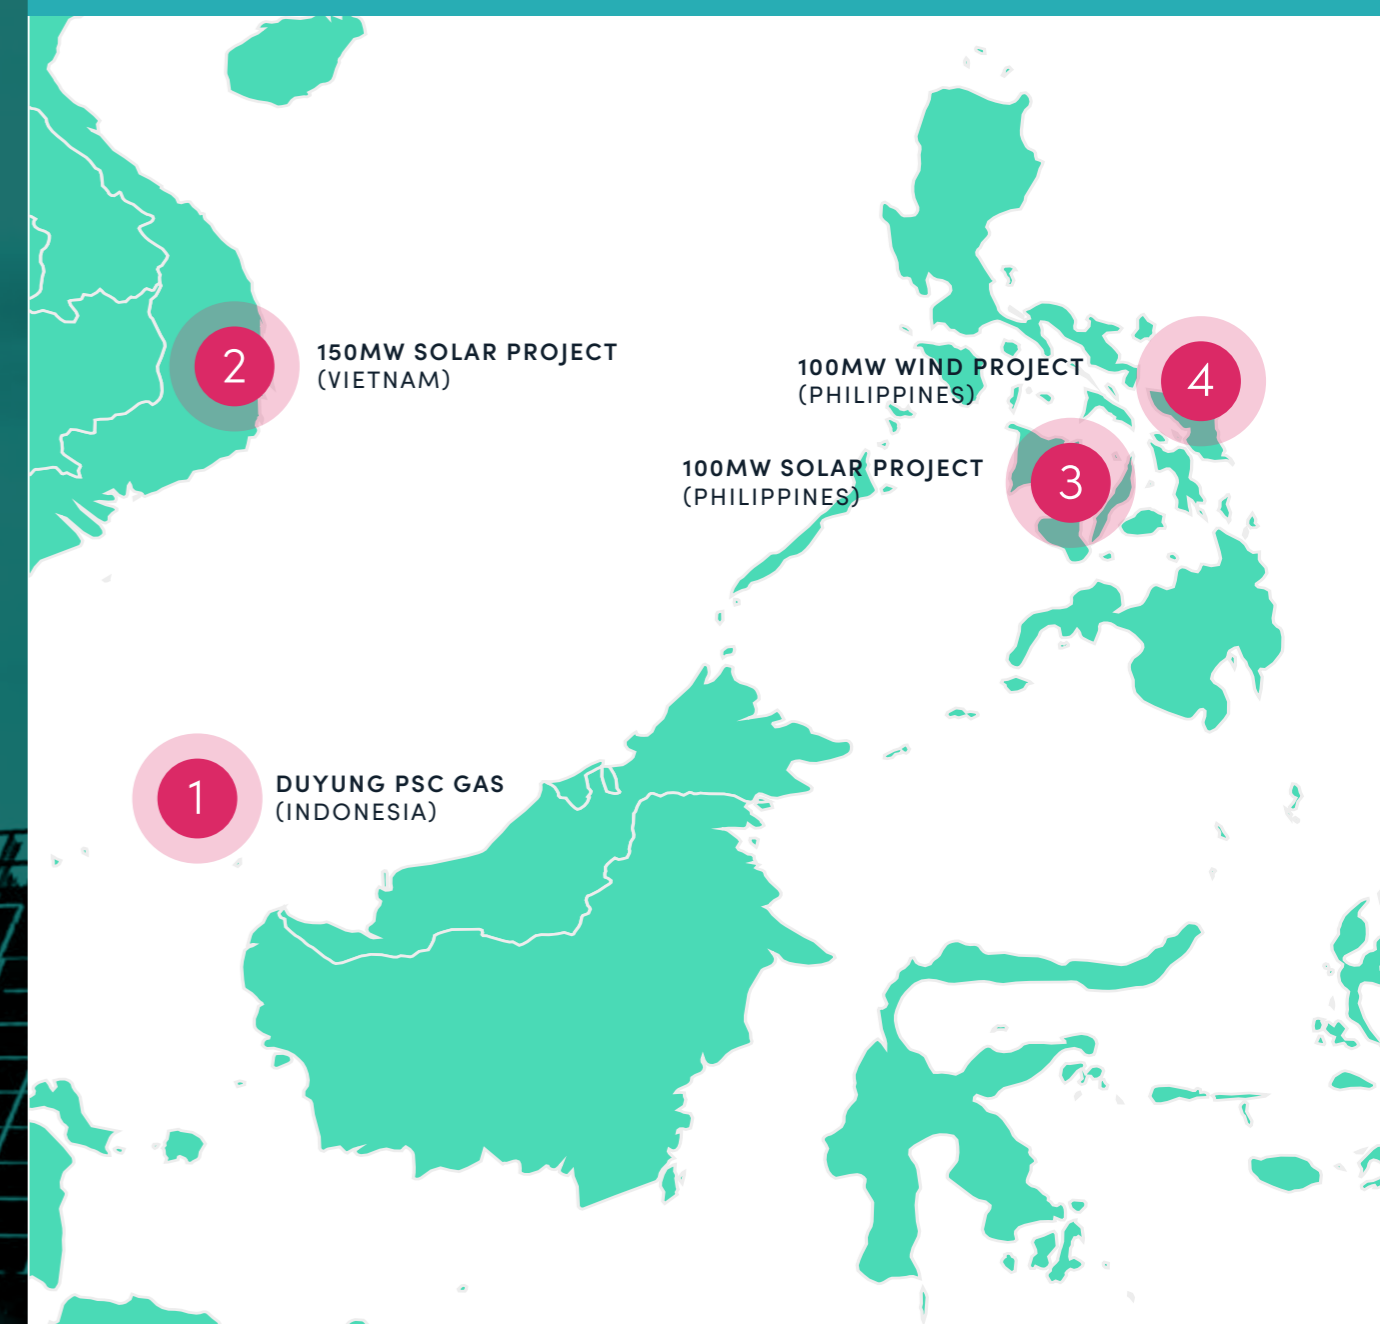 2
150MW SOLAR PROJECT
(VIETNAM)
100MW WIND PROJECT
(PHILIPPINES)
4
100MW SOLAR PROJECT
(PHILIPPINES)
3
1
DUYUNG PSC GAS
(INDONESIA)